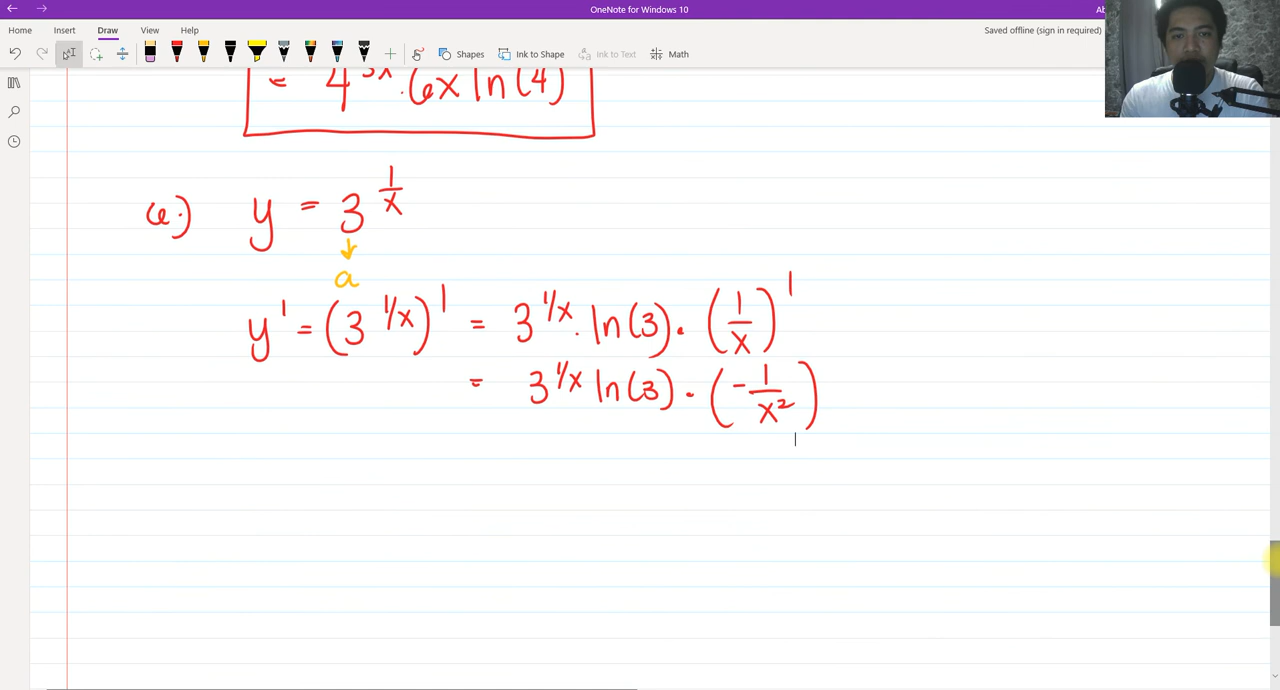 OneNote for Windows 10
Home Insert Draw View Help
Saved offline (sign in required)
Shapes Ink to Shape Ink to Text Math
= 4 .6x ln(4)
e.) y = 3^{1/x}
a
y' = (3^{1/x})' = 3^{1/x} . ln(3) · (1/x)'
= 3^{1/x} ln(3) · (-1/x²)